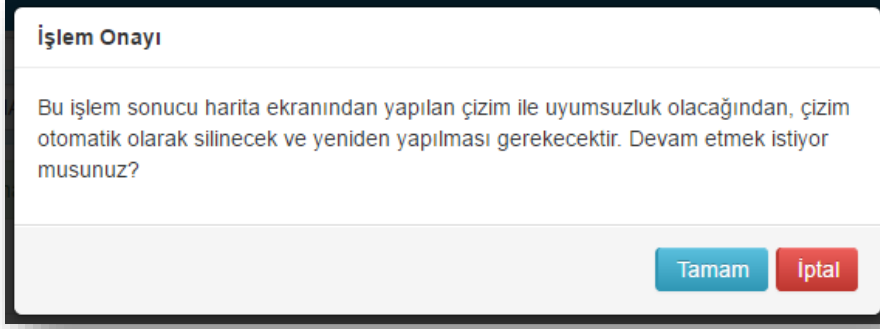 İşlem Onayı
Bu işlem sonucu harita ekranından yapılan çizim ile uyumsuzluk olacağından, çizim
otomatik olarak silinecek ve yeniden yapılması gerekecektir. Devam etmek istiyor
musunuz?
Tamam İptal